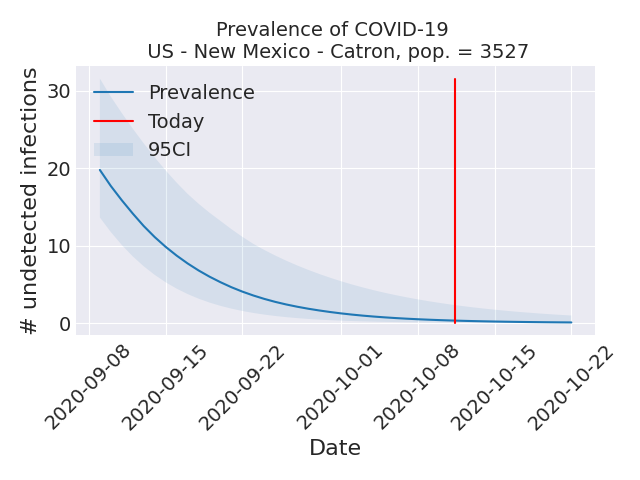 Prevalence of COVID-19
US - New Mexico - Catron, pop. = 3527
# undetected infections
30
20
10
0
Prevalence
Today
95CI
2020-09-08
2020-09-15
2020-09-22
2020-10-01
2020-10-08
2020-10-15
2020-10-22
Date